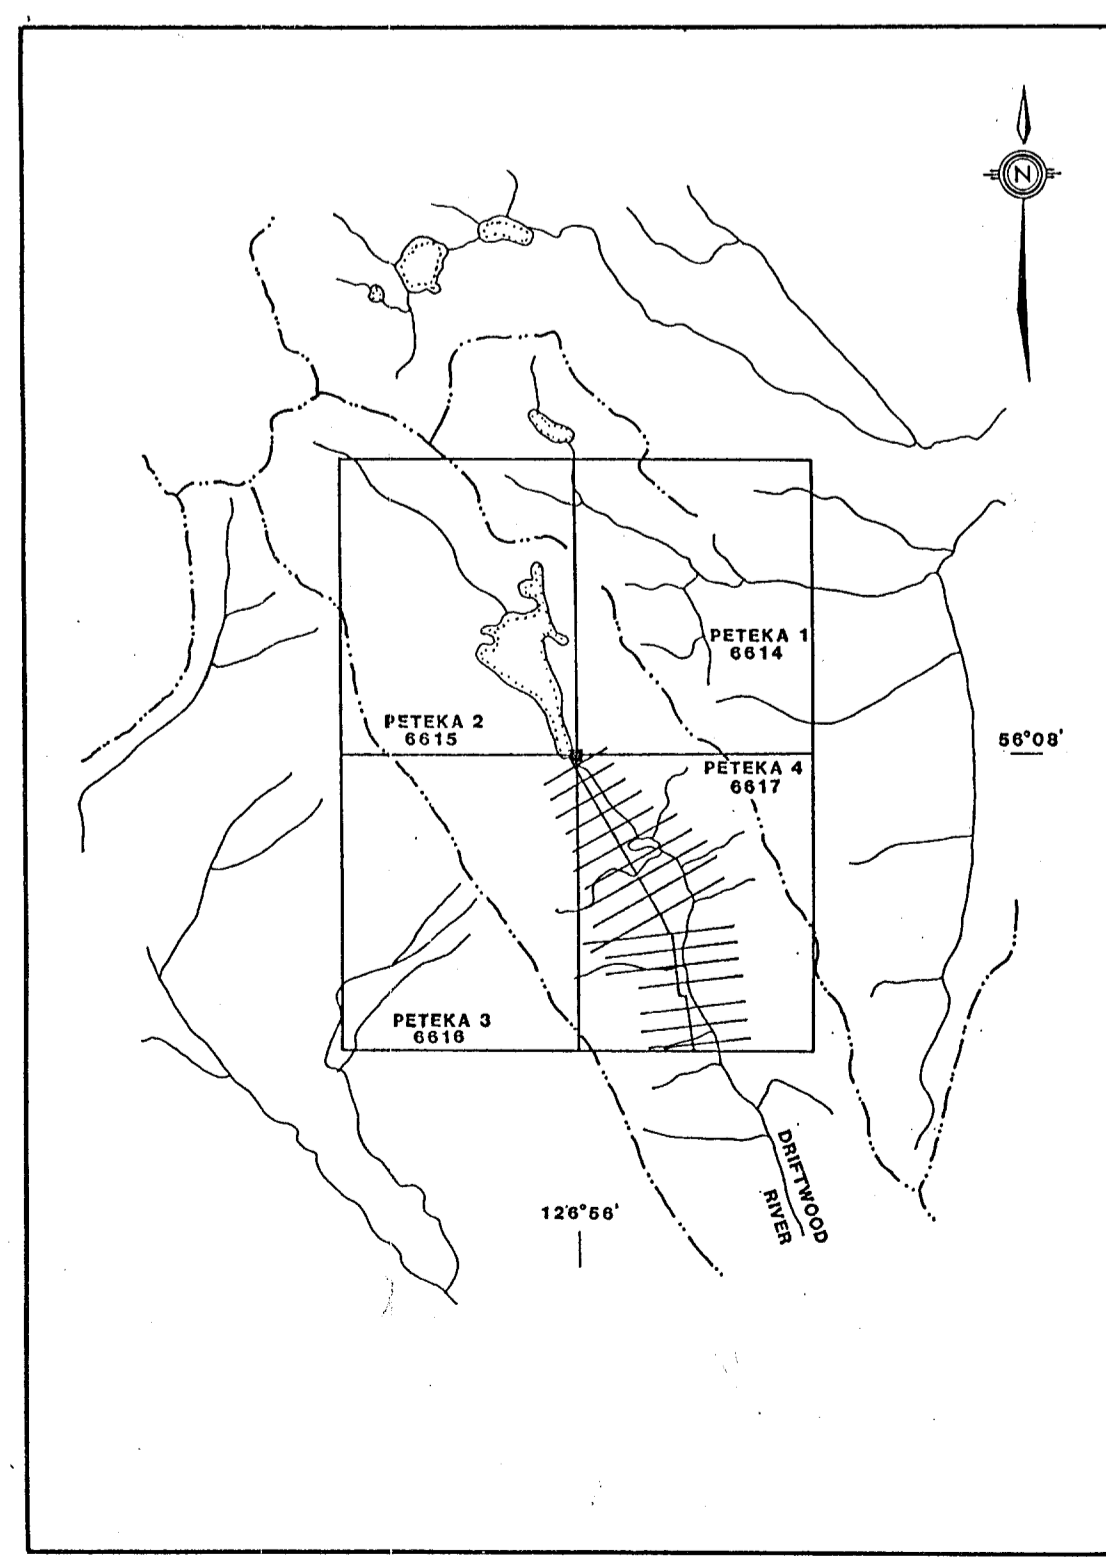 N
PETEKA 1
6614
PETEKA 2
6615
56°08'
PETEKA 4
6617
PETEKA 3
6616
DRIFTWOOD
RIVER
126°56'